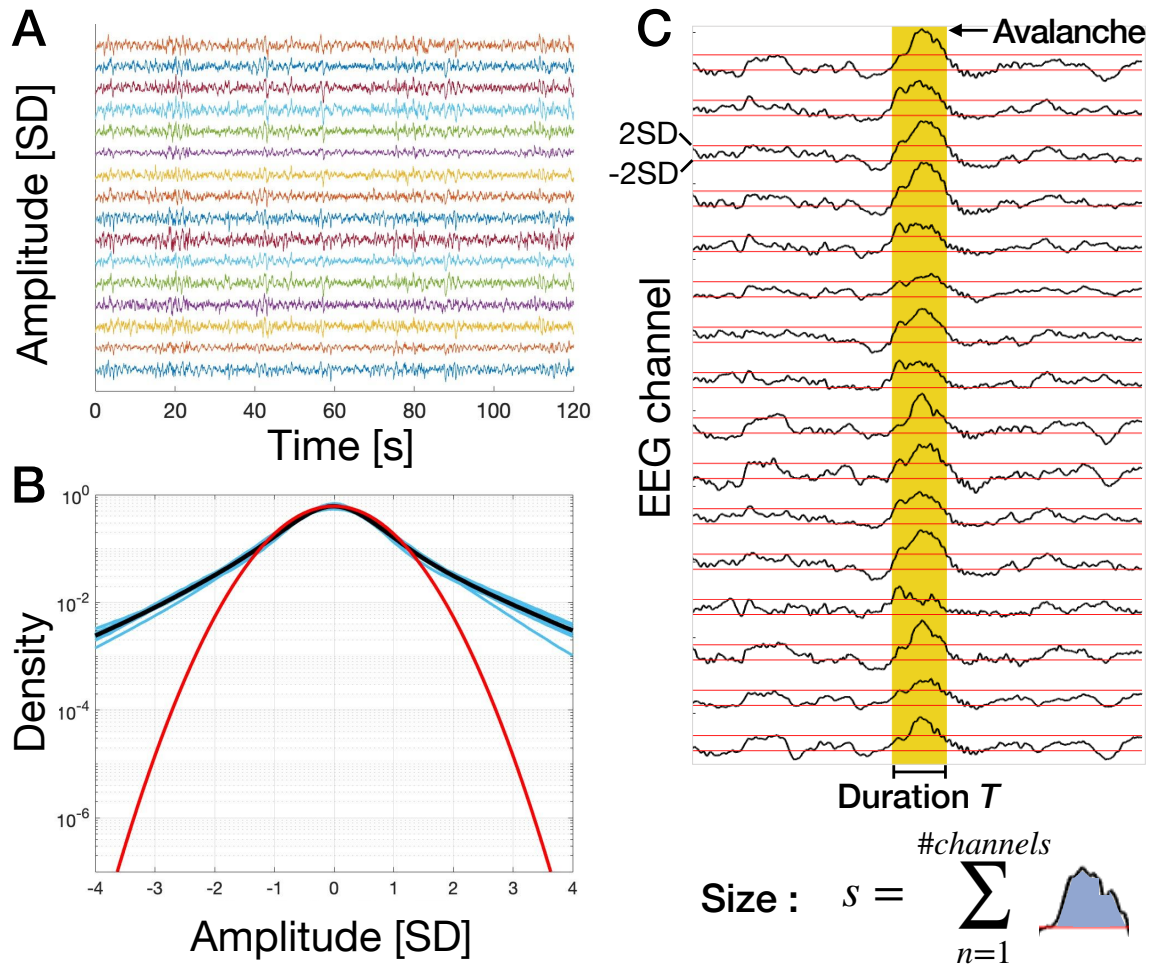 A
Amplitude [SD]
0 20 40 60 80 100 120
Time [s]
B
10^0
10^-2
10^-4
10^-6
Density
-4 -3 -2 -1 0 1 2 3 4
Amplitude [SD]
C
Avalanche
2SD
-2SD
EEG channel
Duration T
#channels
Size : s = ∑
n=1